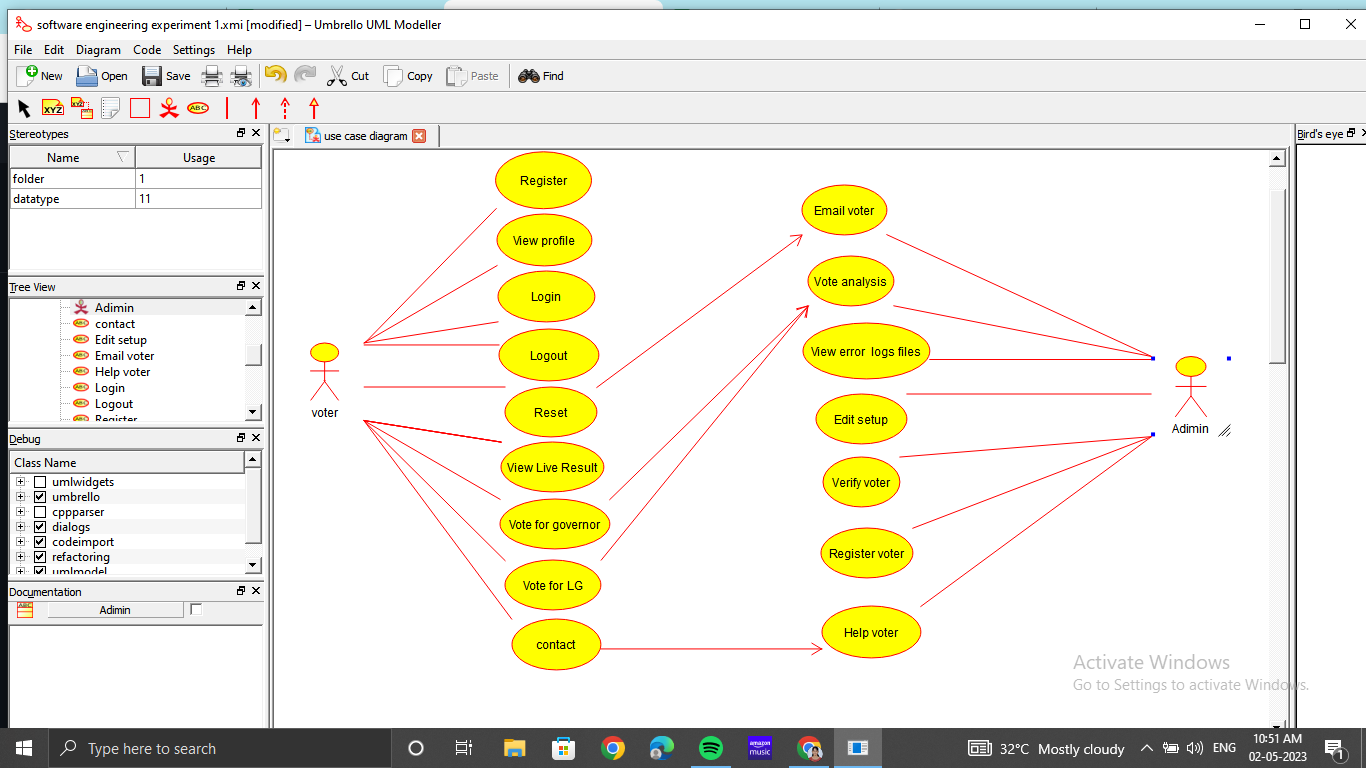 software engineering experiment 1.xmi [modified] – Umbrello UML Modeller
File Edit Diagram Code Settings Help
New Open Save Cut Copy Paste Find
XYZ XYZ ABC
Stereotypes
Name Usage
folder 1
datatype 11
Tree View
Adimin
contact
Edit setup
Email voter
Help voter
Login
Logout
Register
Debug
Class Name
umlwidgets
umbrello
cppparser
dialogs
codeimport
refactoring
umlmodel
Documentation
Admin
use case diagram
Bird's eye
Register
View profile
Login
Logout
Reset
View Live Result
Vote for governor
Vote for LG
contact
voter
Email voter
Vote analysis
View error logs files
Edit setup
Verify voter
Register voter
Help voter
Admin
Activate Windows
Go to Settings to activate Windows.
Type here to search
amazon music
32°C Mostly cloudy
ENG
10:51 AM
02-05-2023
1